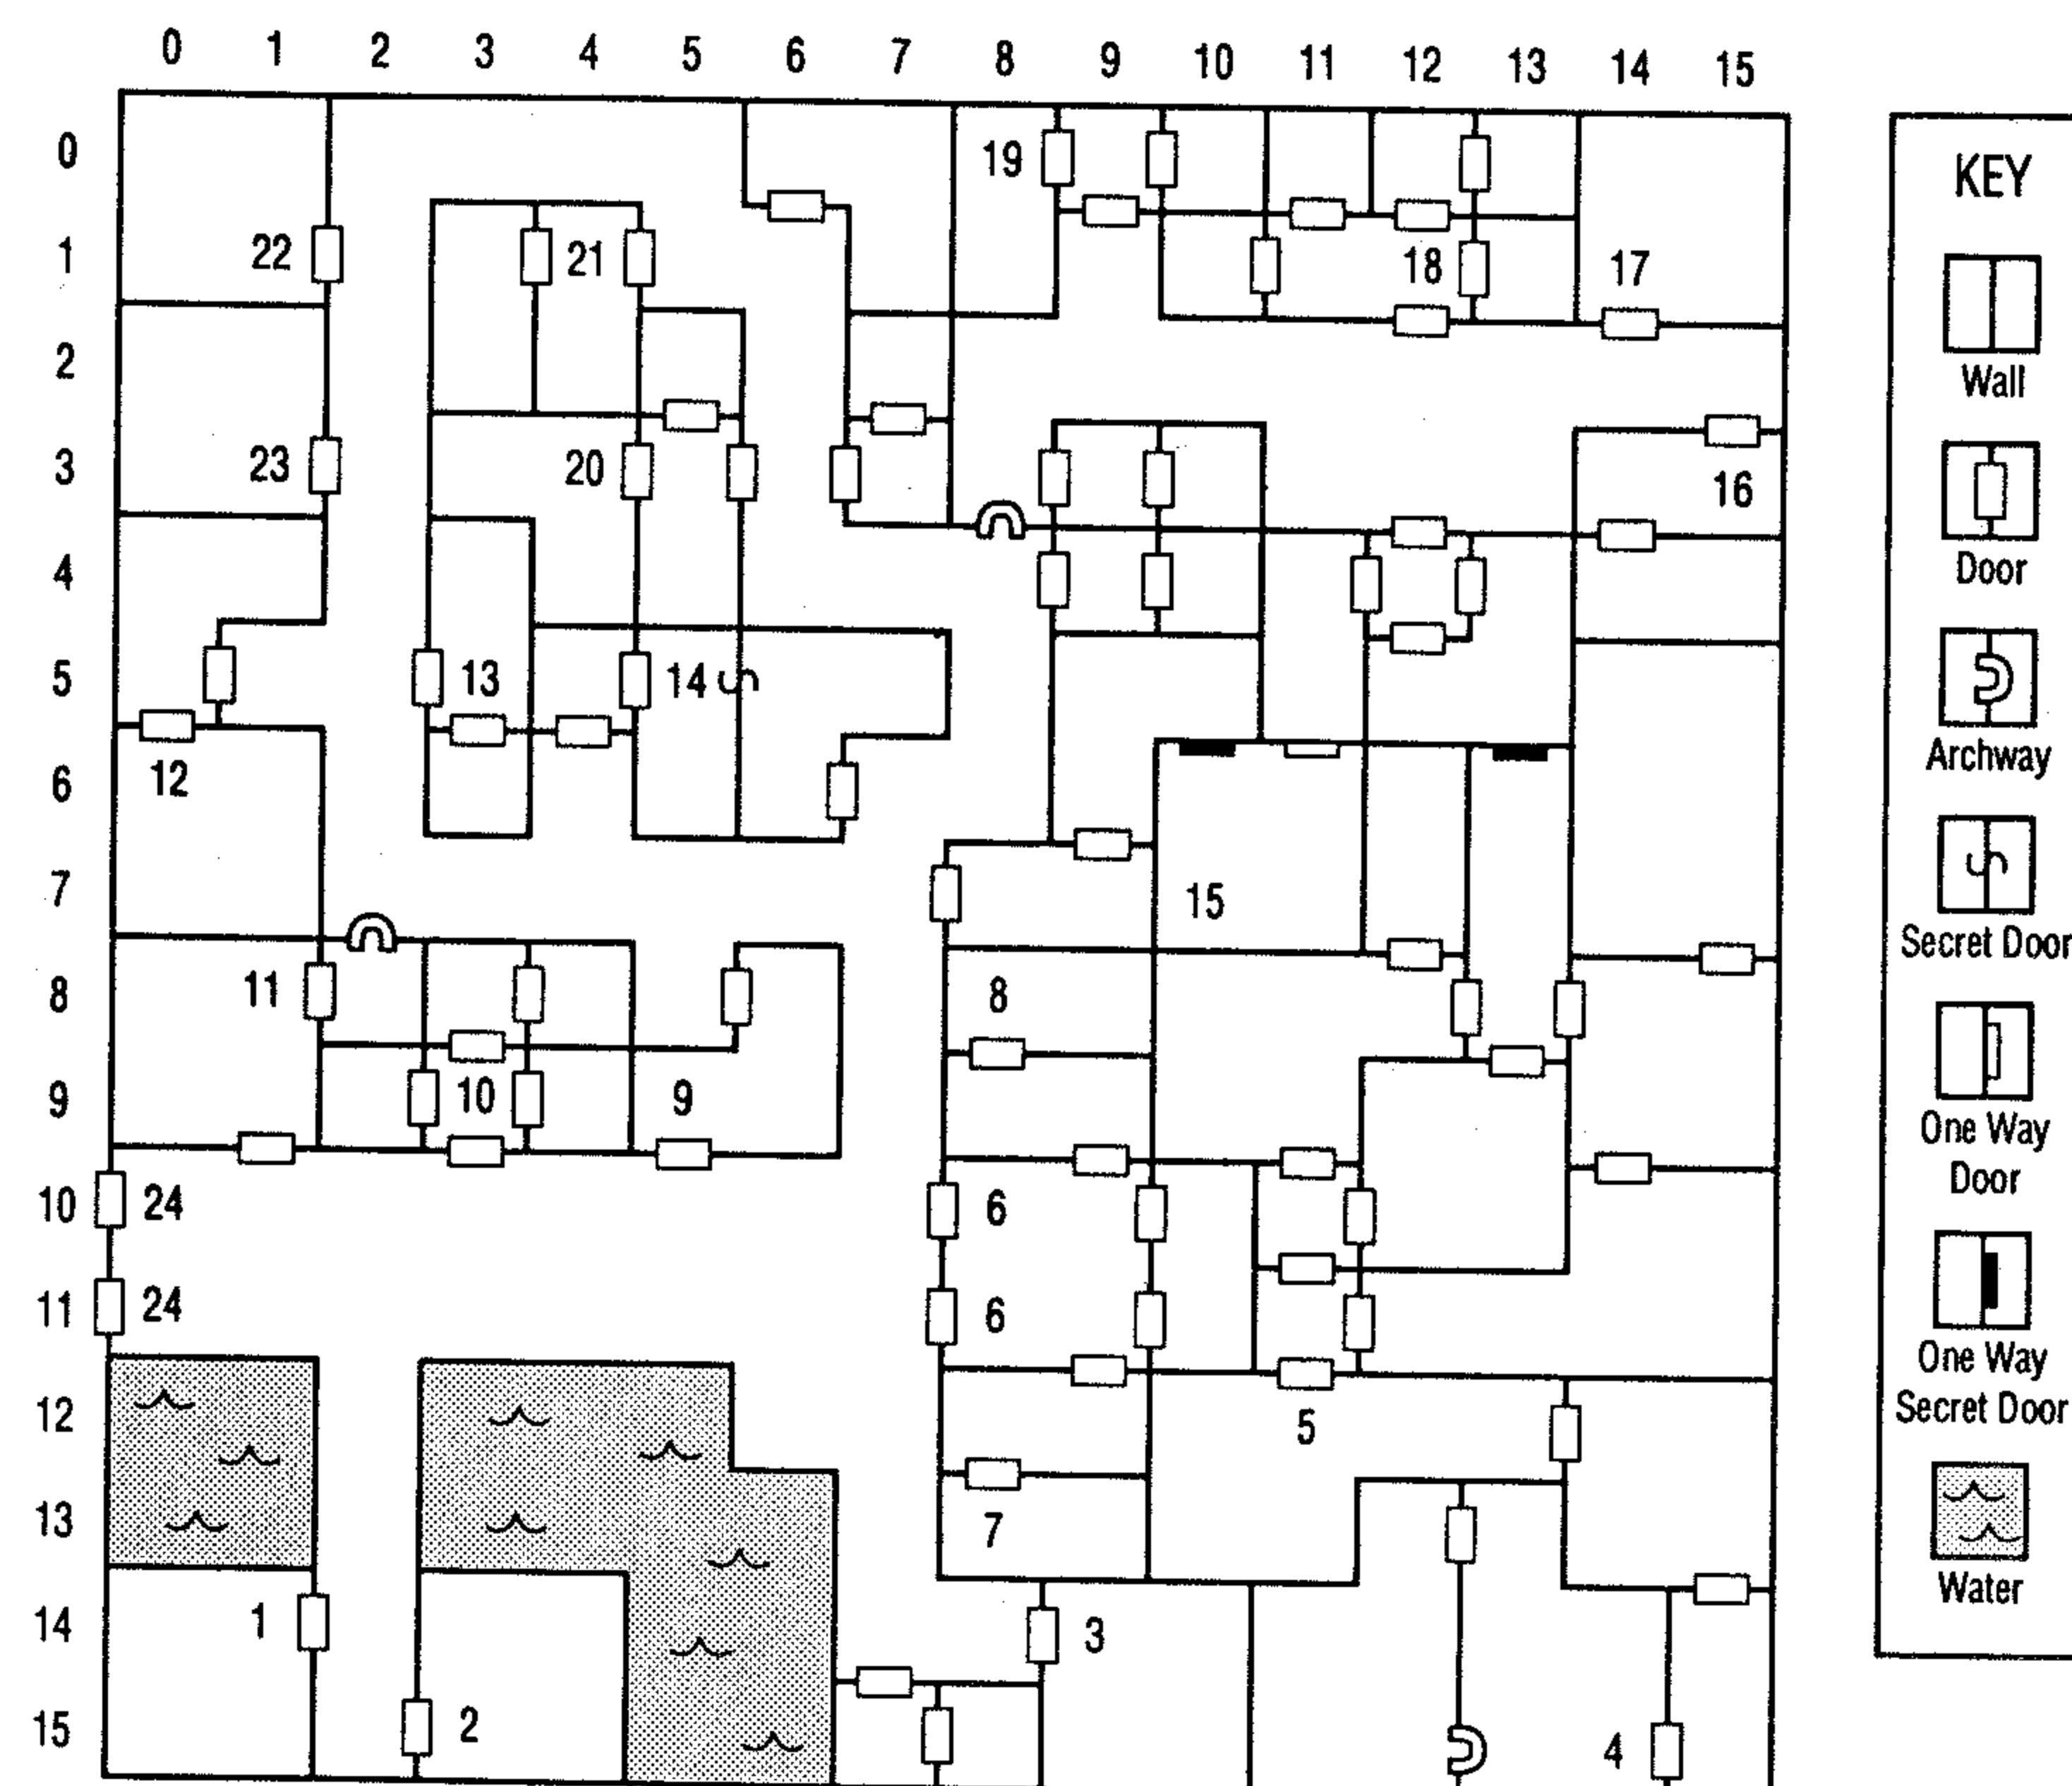 0 1 2 3 4 5 6 7 8 9 10 11 12 13 14 15
0 19
KEY
1 22 21 18 17
2
Wall
3 23 20 16
4
Door
5 13 14
6 12
Archway
7 15
8 11 8
Secret Door
9 10 9
One Way
Door
10 24 6
11 24 6
One Way
Secret Door
12 5
13 7
Water
14 1 3
15 2 4